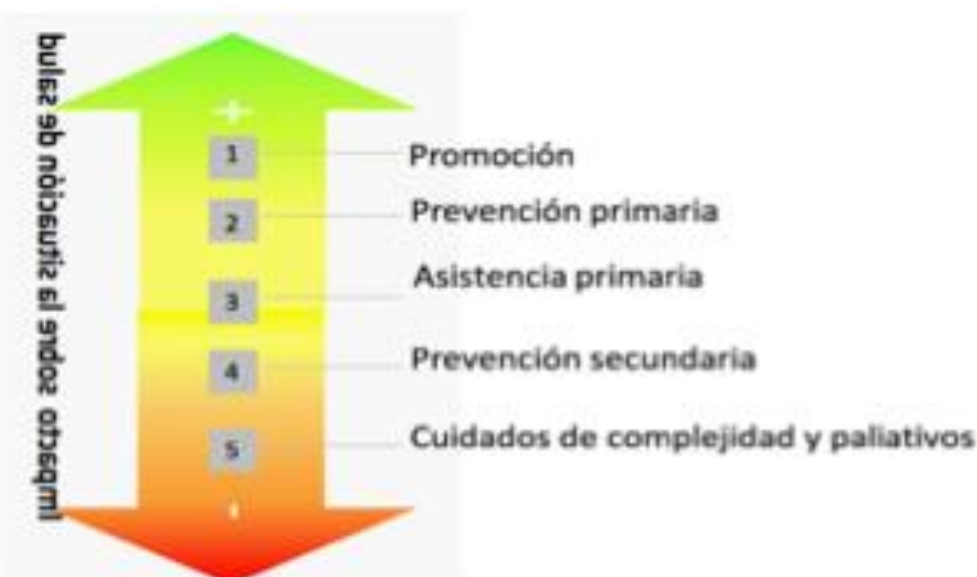 Impacto sobre la situación de salud
+
1
Promoción
2
Prevención primaria
3
Asistencia primaria
4
Prevención secundaria
5
Cuidados de complejidad y paliativos
-